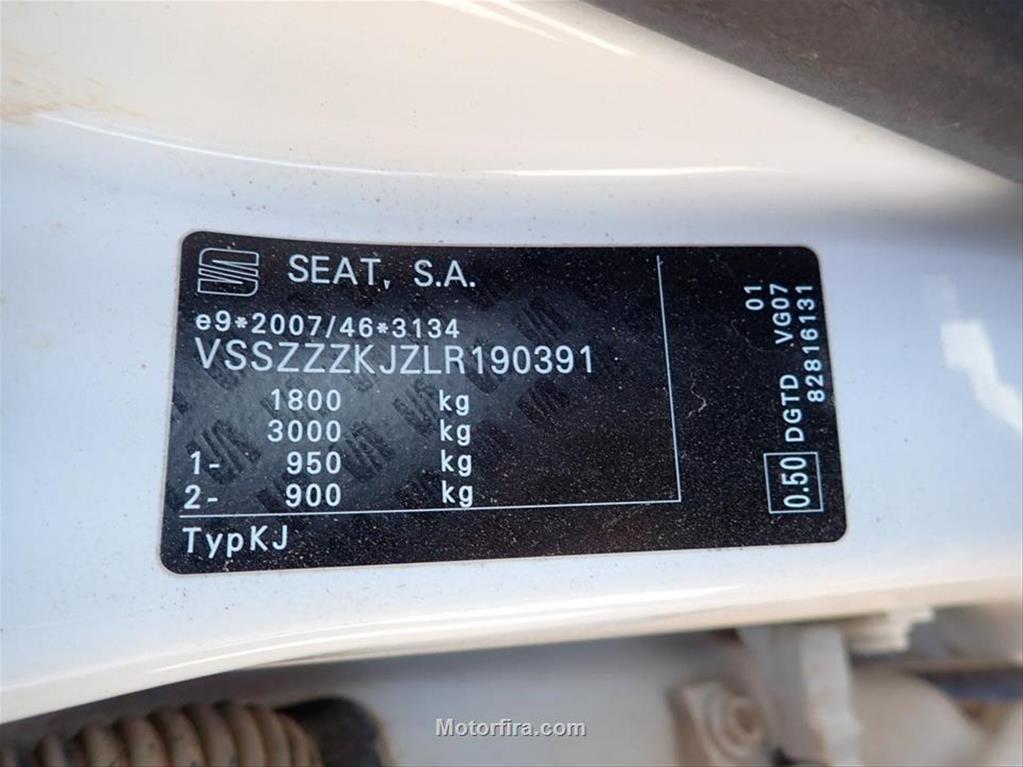 SEAT, S.A.
e9*2007/46*3134
VSSZZZKJZLR190391
1800 kg
3000 kg
1- 950 kg
2- 900 kg
TypKJ
01
0.50 DGTD VG07
82816131
Motorfira.com